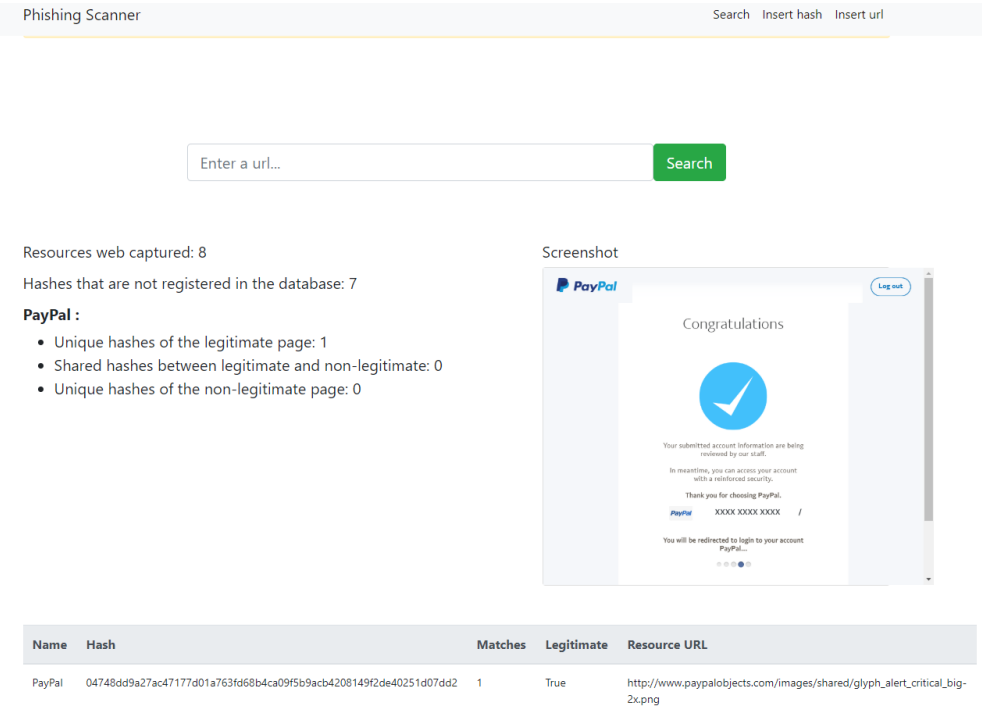 Phishing Scanner
Search Insert hash Insert url
Enter a url...
Search
Resources web captured: 8
Hashes that are not registered in the database: 7
PayPal :
Unique hashes of the legitimate page: 1
Shared hashes between legitimate and non-legitimate: 0
Unique hashes of the non-legitimate page: 0
Screenshot
PayPal
Log out
Congratulations
Your submitted account information are being
reviewed by our staff.
In meantime, you can access your account
with a reinforced security.
Thank you for choosing PayPal.
PayPal XXXX XXXX XXXX /
You will be redirected to login to your account
PayPal...
Name Hash Matches Legitimate Resource URL
PayPal 04748dd9a27ac47177d01a763fd68b4ca09f5b9acb4208149f2de40251d07dd2 1 True http://www.paypalobjects.com/images/shared/glyph_alert_critical_big-
2x.png